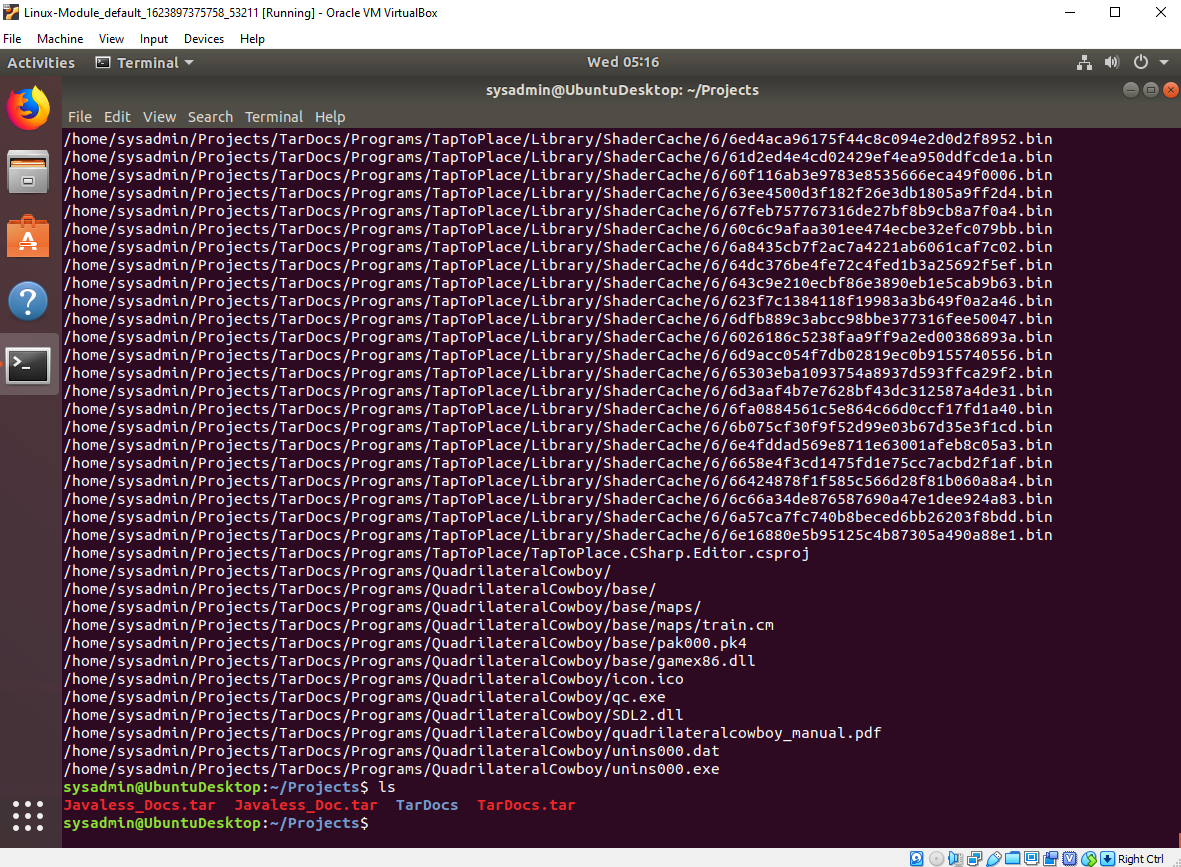 Linux-Module_default_1623897375758_53211 [Running] - Oracle VM VirtualBox
File Machine View Input Devices Help
Activities Terminal Wed 05:16
sysadmin@UbuntuDesktop: ~/Projects
File Edit View Search Terminal Help
/home/sysadmin/Projects/TarDocs/Programs/TapToPlace/Library/ShaderCache/6/6ed4aca96175f44c8c094e2d0d2f8952.bin
/home/sysadmin/Projects/TarDocs/Programs/TapToPlace/Library/ShaderCache/6/61d2ed4e4cd02429ef4ea950ddfcde1a.bin
/home/sysadmin/Projects/TarDocs/Programs/TapToPlace/Library/ShaderCache/6/60f116ab3e9783e8535666eca49f0006.bin
/home/sysadmin/Projects/TarDocs/Programs/TapToPlace/Library/ShaderCache/6/63ee4500d3f182f26e3db1805a9ff2d4.bin
/home/sysadmin/Projects/TarDocs/Programs/TapToPlace/Library/ShaderCache/6/67feb757767316de27bf8b9cb8a7f0a4.bin
/home/sysadmin/Projects/TarDocs/Programs/TapToPlace/Library/ShaderCache/6/60c6c9afaa301ee474ecbe32efc079bb.bin
/home/sysadmin/Projects/TarDocs/Programs/TapToPlace/Library/ShaderCache/6/6a8435cb7f2ac7a4221ab6061caf7c02.bin
/home/sysadmin/Projects/TarDocs/Programs/TapToPlace/Library/ShaderCache/6/64dc376be4fe72c4fed1b3a25692f5ef.bin
/home/sysadmin/Projects/TarDocs/Programs/TapToPlace/Library/ShaderCache/6/643c9e210ecbf86e3890eb1e5cab9b63.bin
/home/sysadmin/Projects/TarDocs/Programs/TapToPlace/Library/ShaderCache/6/623f7c1384118f19983a3b649f0a2a46.bin
/home/sysadmin/Projects/TarDocs/Programs/TapToPlace/Library/ShaderCache/6/6dfb889c3abcc98bbe377316fee50047.bin
/home/sysadmin/Projects/TarDocs/Programs/TapToPlace/Library/ShaderCache/6/6026186c5238faa9ff9a2ed00386893a.bin
/home/sysadmin/Projects/TarDocs/Programs/TapToPlace/Library/ShaderCache/6/6d9acc054f7db02819ec0b9155740556.bin
/home/sysadmin/Projects/TarDocs/Programs/TapToPlace/Library/ShaderCache/6/65303eba1093754a8937d593ffca29f2.bin
/home/sysadmin/Projects/TarDocs/Programs/TapToPlace/Library/ShaderCache/6/6d3aaf4b7e7628bf43dc312587a4de31.bin
/home/sysadmin/Projects/TarDocs/Programs/TapToPlace/Library/ShaderCache/6/6fa0884561c5e864c66d0ccf17fd1a40.bin
/home/sysadmin/Projects/TarDocs/Programs/TapToPlace/Library/ShaderCache/6/6b075cf30f9f52d99e03b67d35e3f1cd.bin
/home/sysadmin/Projects/TarDocs/Programs/TapToPlace/Library/ShaderCache/6/6e4fddad569e8711e63001afeb8c05a3.bin
/home/sysadmin/Projects/TarDocs/Programs/TapToPlace/Library/ShaderCache/6/6658e4f3cd1475fd1e75cc7acbd2f1af.bin
/home/sysadmin/Projects/TarDocs/Programs/TapToPlace/Library/ShaderCache/6/66424878f1f585c566d28f81b060a8a4.bin
/home/sysadmin/Projects/TarDocs/Programs/TapToPlace/Library/ShaderCache/6/6c66a34de876587690a47e1dee924a83.bin
/home/sysadmin/Projects/TarDocs/Programs/TapToPlace/Library/ShaderCache/6/6a57ca7fc740b8beced6bb26203f8bdd.bin
/home/sysadmin/Projects/TarDocs/Programs/TapToPlace/Library/ShaderCache/6/6e16880e5b95125c4b87305a490a88e1.bin
/home/sysadmin/Projects/TarDocs/Programs/TapToPlace/TapToPlace.CSharp.Editor.csproj
/home/sysadmin/Projects/TarDocs/Programs/QuadrilateralCowboy/
/home/sysadmin/Projects/TarDocs/Programs/QuadrilateralCowboy/base/
/home/sysadmin/Projects/TarDocs/Programs/QuadrilateralCowboy/base/maps/
/home/sysadmin/Projects/TarDocs/Programs/QuadrilateralCowboy/base/maps/train.cm
/home/sysadmin/Projects/TarDocs/Programs/QuadrilateralCowboy/base/pak000.pk4
/home/sysadmin/Projects/TarDocs/Programs/QuadrilateralCowboy/base/gamex86.dll
/home/sysadmin/Projects/TarDocs/Programs/QuadrilateralCowboy/icon.ico
/home/sysadmin/Projects/TarDocs/Programs/QuadrilateralCowboy/qc.exe
/home/sysadmin/Projects/TarDocs/Programs/QuadrilateralCowboy/SDL2.dll
/home/sysadmin/Projects/TarDocs/Programs/QuadrilateralCowboy/quadrilateralcowboy_manual.pdf
/home/sysadmin/Projects/TarDocs/Programs/QuadrilateralCowboy/unins000.dat
/home/sysadmin/Projects/TarDocs/Programs/QuadrilateralCowboy/unins000.exe
sysadmin@UbuntuDesktop:~/Projects$ ls
Javaless_Docs.tar Javaless_Doc.tar TarDocs TarDocs.tar
sysadmin@UbuntuDesktop:~/Projects$
Right Ctrl